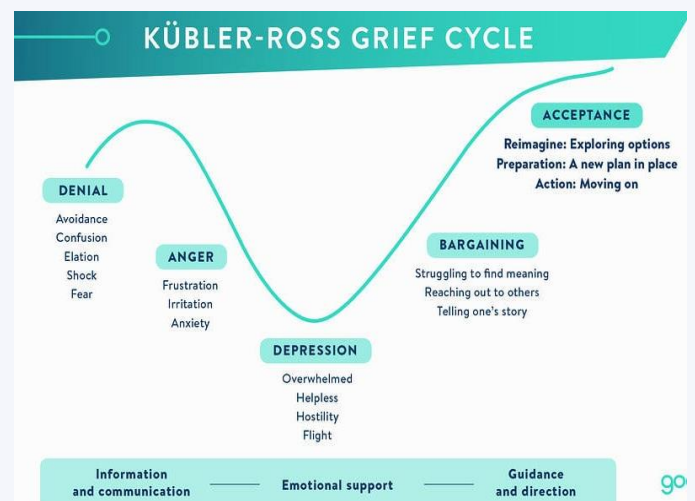 KÜBLER-ROSS GRIEF CYCLE
DENIAL
Avoidance
Confusion
Elation
Shock
Fear
ANGER
Frustration
Irritation
Anxiety
DEPRESSION
Overwhelmed
Helpless
Hostility
Flight
BARGAINING
Struggling to find meaning
Reaching out to others
Telling one's story
ACCEPTANCE
Reimagine: Exploring options
Preparation: A new plan in place
Action: Moving on
Information
and communication
Emotional support
Guidance
and direction